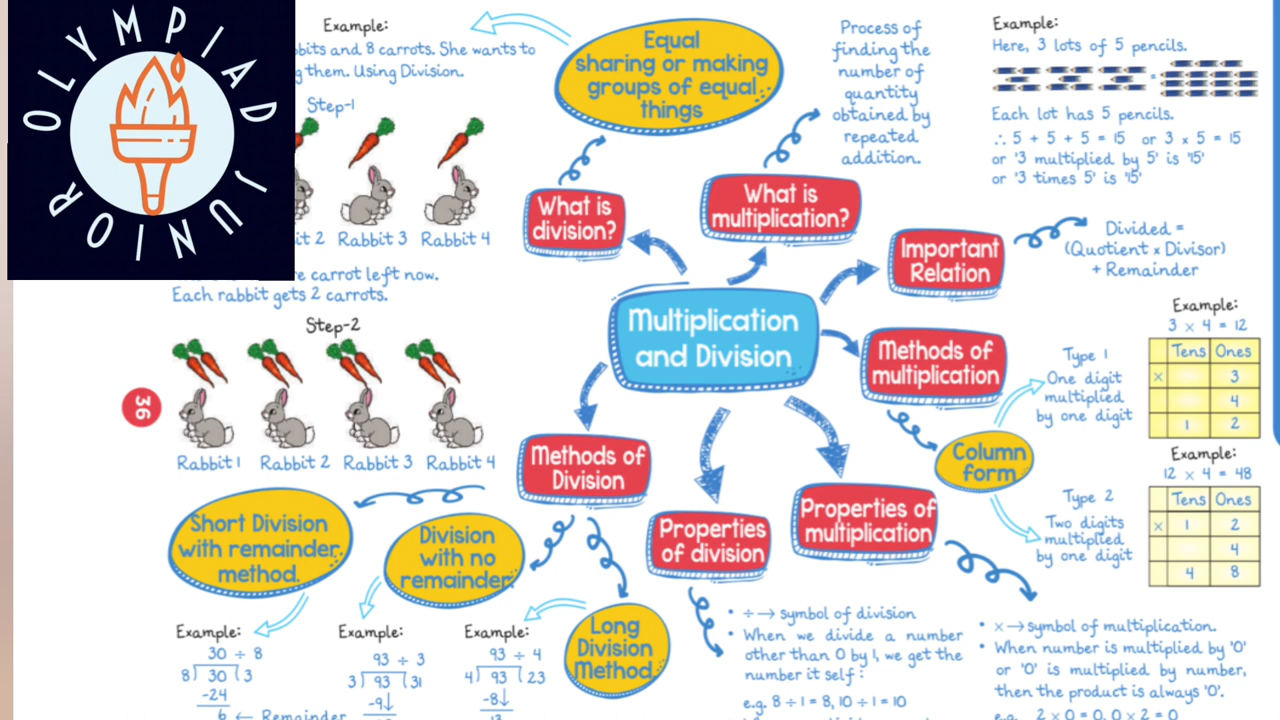 OLYMPIAD
JUNIOR
Example:
bits and 8 carrots. She wants to
g them. Using Division.
Step-1
it 2 Rabbit 3 Rabbit 4
re carrot left now.
Each rabbit gets 2 carrots.
Step-2
36
Rabbit 1 Rabbit 2 Rabbit 3 Rabbit 4
Equal
sharing or making
groups of equal
things
What is
division?
Process of
finding the
number of
quantity
obtained by
repeated
addition.
What is
multiplication?
Example:
Here, 3 lots of 5 pencils.
=
Each lot has 5 pencils.
∴ 5 + 5 + 5 = 15 or 3 x 5 = 15
or '3 multiplied by 5' is '15'
or '3 times 5' is '15'
Important
Relation
Divided =
(Quotient x Divisor)
+ Remainder
Multiplication
and Division
Methods of
multiplication
Column
form
Type 1
One digit
multiplied
by one digit
Example:
3 x 4 = 12
Tens Ones
x 3
4
1 2
Type 2
Two digits
multiplied
by one digit
Example:
12 x 4 = 48
Tens Ones
x 1 2
4
4 8
Methods of
Division
Short Division
with remainder
method.
Division
with no
remainder
Long
Division
Method.
Example:
30 ÷ 8
8) 30 (3
-24
6 ← Remainder
Example:
93 ÷ 3
3) 93 (31
-9↓
Example:
93 ÷ 4
4) 93 (23
-8↓
13
Properties
of division
• ÷ → symbol of division
• When we divide a number
other than 0 by 1, we get the
number it self :
e.g. 8 ÷ 1 = 8, 10 ÷ 1 = 10
Properties of
multiplication
• x → symbol of multiplication.
• When number is multiplied by '0'
or '0' is multiplied by number,
then the product is always '0'.
e.g. 2 x 0 = 0, 0 x 2 = 0